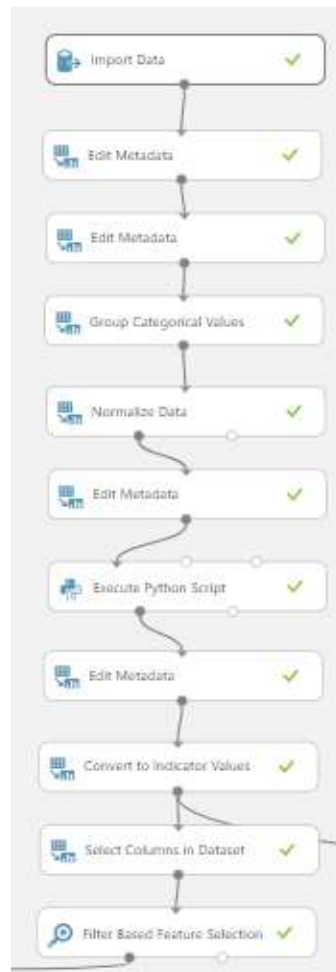 Import Data
Edit Metadata
Edit Metadata
Group Categorical Values
Normalize Data
Edit Metadata
Execute Python Script
Edit Metadata
Convert to Indicator Values
Select Columns in Dataset
Filter Based Feature Selection